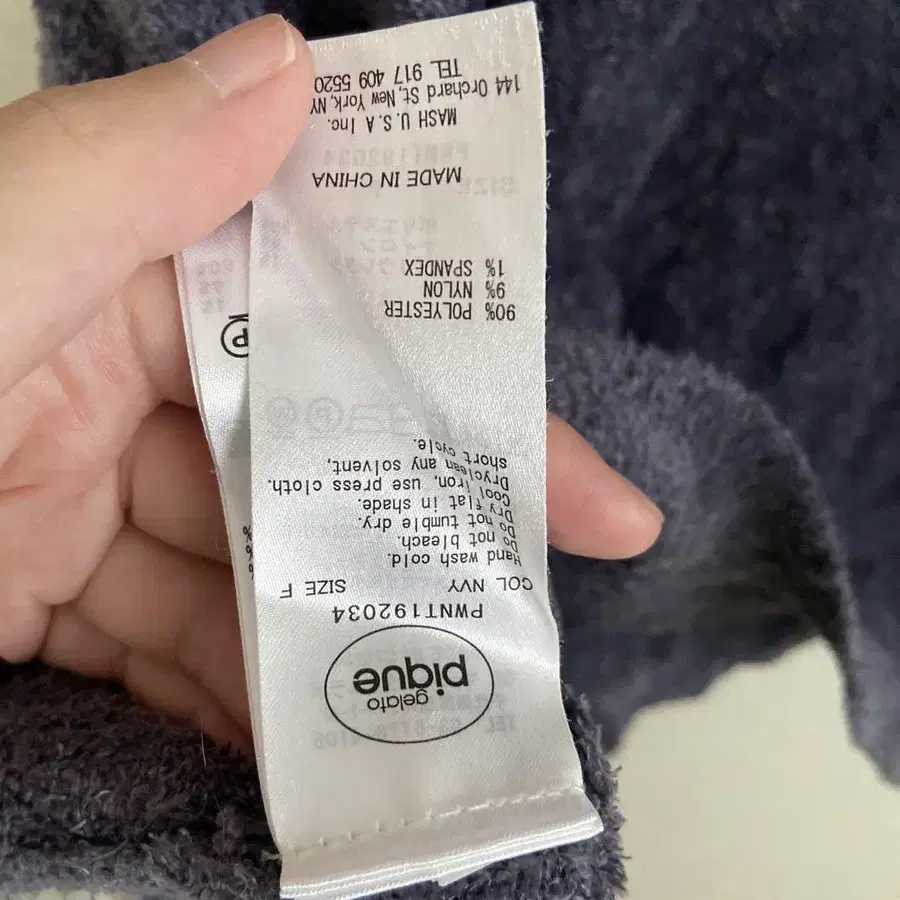 gelato
pique
PWNT192034
COL NVY SIZE F
Hand wash cold.
Do not bleach.
Do not tumble dry.
Dry flat in shade.
Cool iron, use press cloth.
Dryclean any solvent,
short cycle.
90% POLYESTER
9% NYLON
1% SPANDEX
MADE IN CHINA
MASH U.S.A Inc.
144 Orchard St, New York, NY
TEL 917 409 5520
P